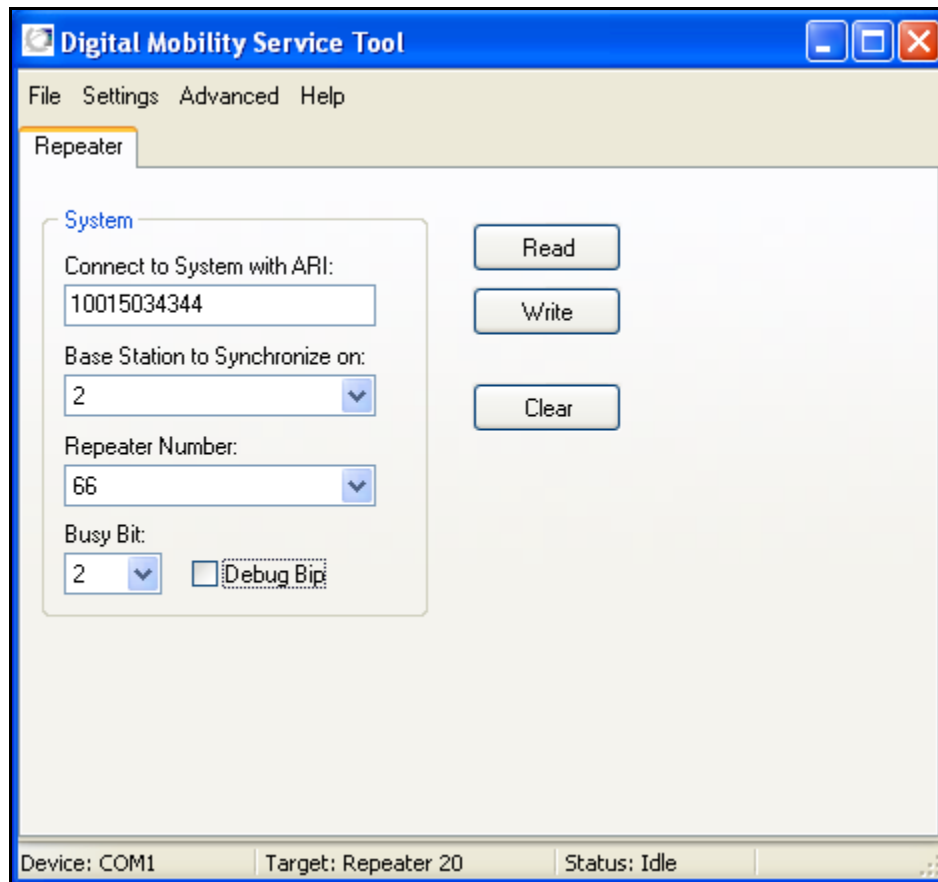 Digital Mobility Service Tool
File Settings Advanced Help
Repeater
System
Connect to System with ARI:
10015034344
Base Station to Synchronize on:
2
Repeater Number:
66
Busy Bit:
2 Debug Bip
Read
Write
Clear
Device: COM1 Target: Repeater 20 Status: Idle